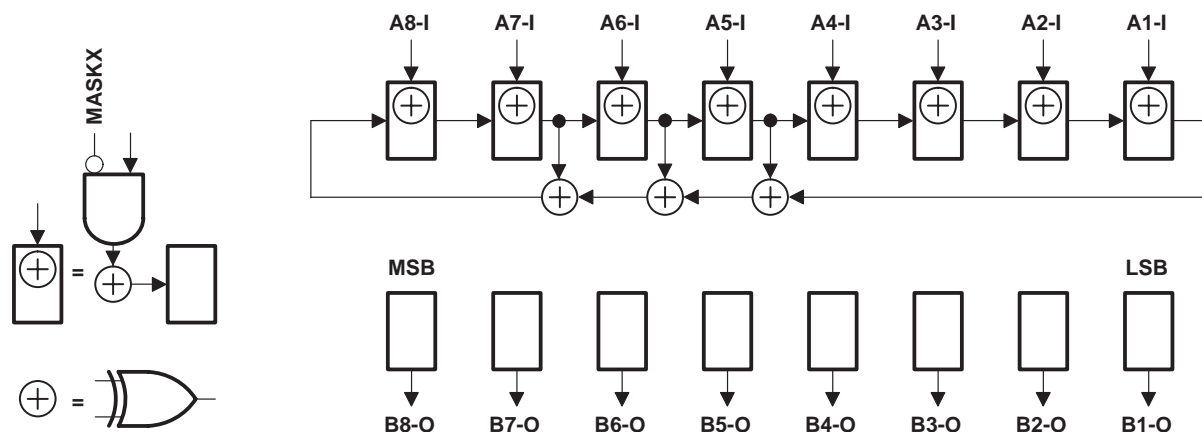 A8-I A7-I A6-I A5-I A4-I A3-I A2-I A1-I
MASKX
=
MSB LSB
=
B8-O B7-O B6-O B5-O B4-O B3-O B2-O B1-O